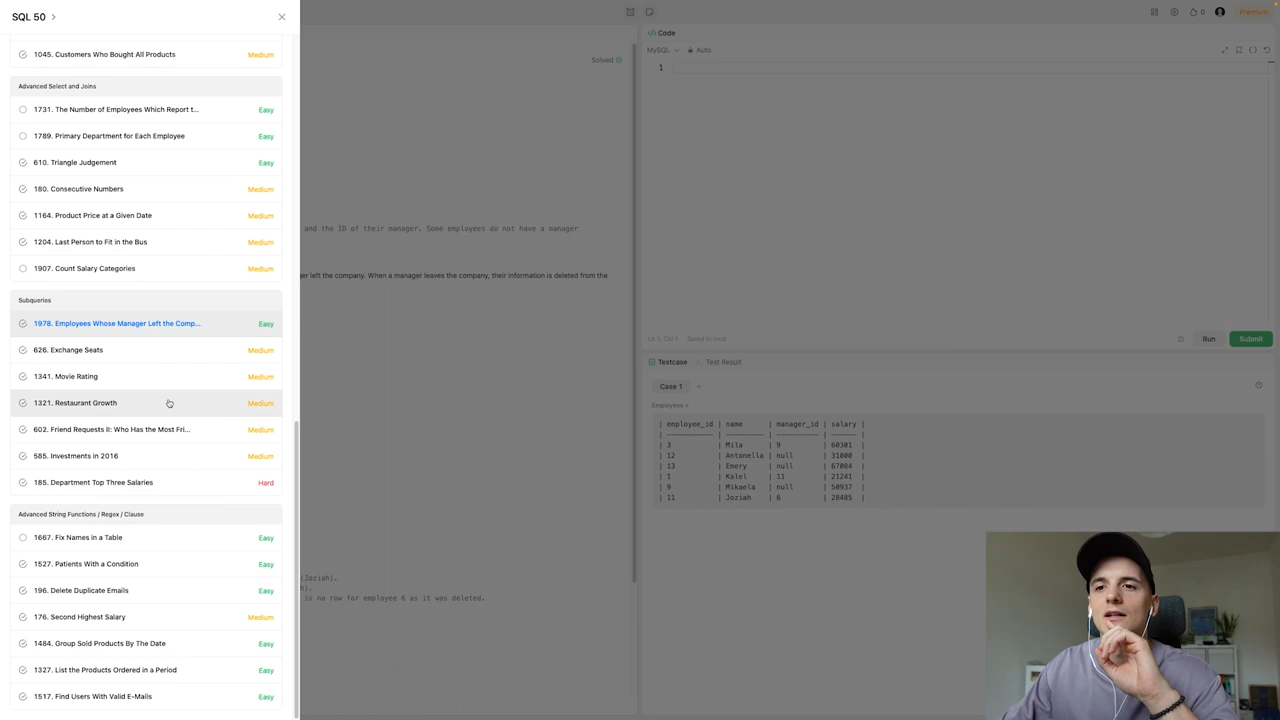 SQL 50
1045. Customers Who Bought All Products Medium
Advanced Select and Joins
1731. The Number of Employees Which Report t... Easy
1789. Primary Department for Each Employee Easy
610. Triangle Judgement Easy
180. Consecutive Numbers Medium
1164. Product Price at a Given Date Medium
1204. Last Person to Fit in the Bus Medium
1907. Count Salary Categories Medium
Subqueries
1978. Employees Whose Manager Left the Comp... Easy
626. Exchange Seats Medium
1341. Movie Rating Medium
1321. Restaurant Growth Medium
602. Friend Requests II: Who Has the Most Fri... Medium
585. Investments in 2016 Medium
185. Department Top Three Salaries Hard
Advanced String Functions / Regex / Clause
1667. Fix Names in a Table Easy
1527. Patients With a Condition Easy
196. Delete Duplicate Emails Easy
176. Second Highest Salary Medium
1484. Group Sold Products By The Date Easy
1327. List the Products Ordered in a Period Easy
1517. Find Users With Valid E-Mails Easy
Solved
and the ID of their manager. Some employees do not have a manager
ger left the company. When a manager leaves the company, their information is deleted from the
(Joziah).
).
is no row for employee 6 as it was deleted.
0
Premium
Code
MySQL
Auto
1
Ln 1, Col 1 Saved to local
Run
Submit
Testcase
Test Result
Case 1 +
Employees =
| employee_id | name | manager_id | salary |
| ----------- | --------- | ---------- | ------ |
| 3 | Mila | 9 | 60301 |
| 12 | Antonella | null | 31000 |
| 13 | Emery | null | 67084 |
| 1 | Kalel | 11 | 21241 |
| 9 | Mikaela | null | 50937 |
| 11 | Joziah | 6 | 28485 |